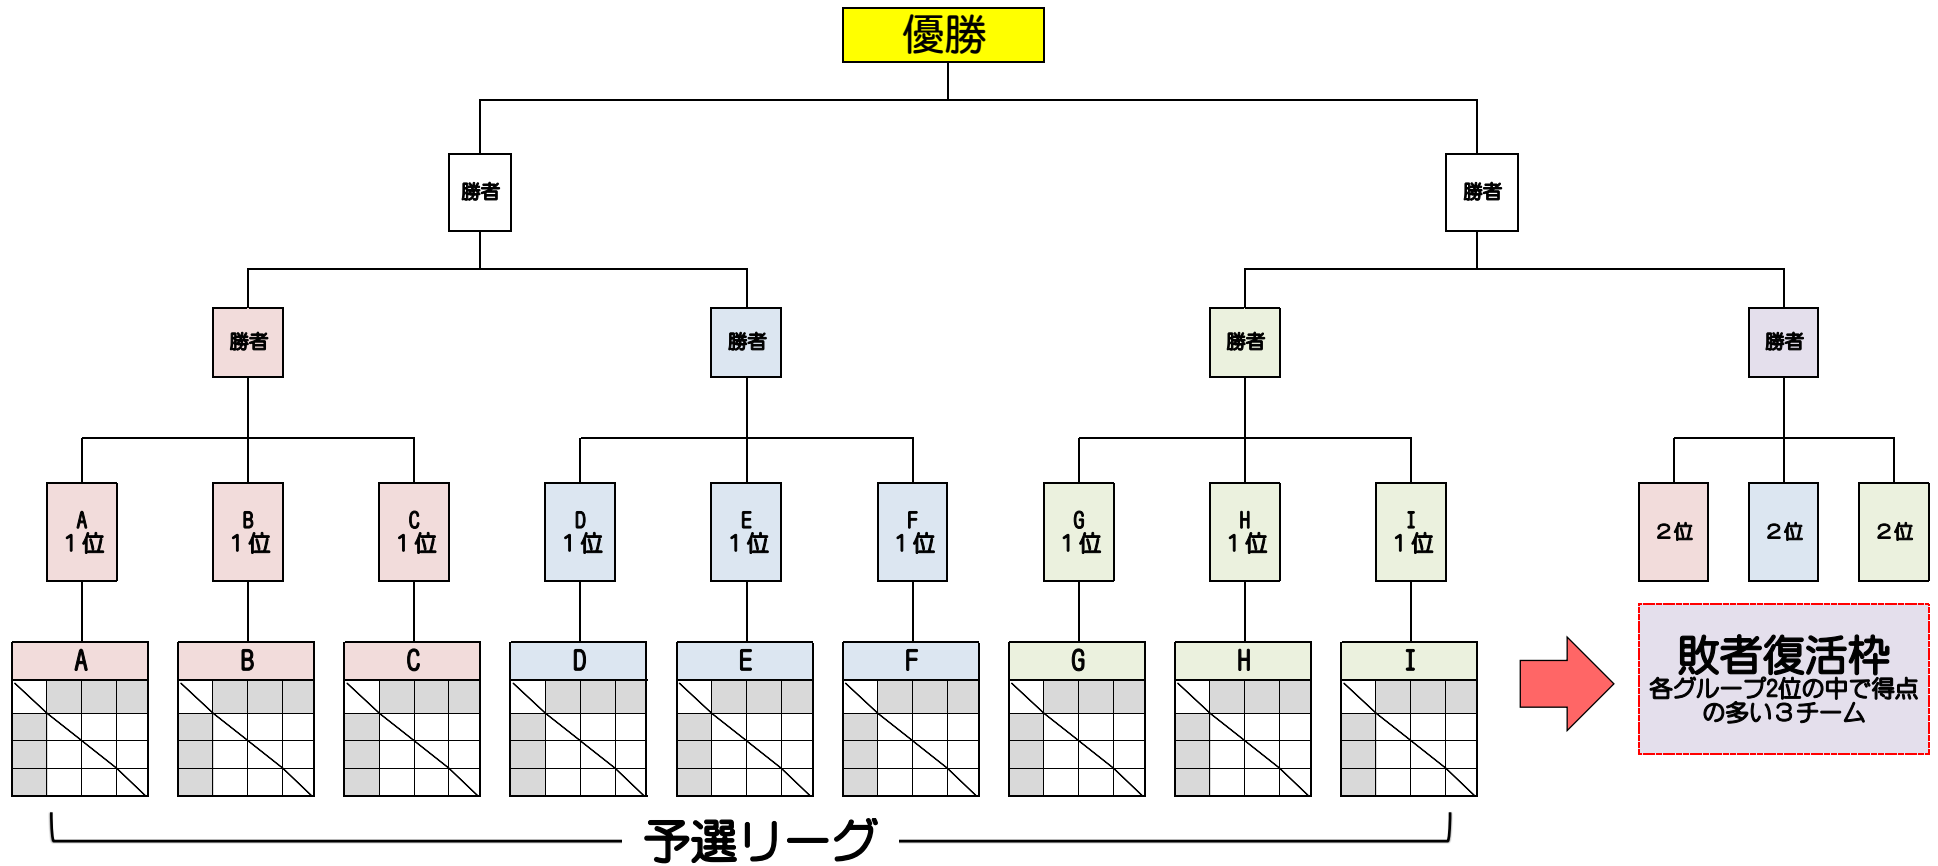 優勝
勝者
勝者
勝者
勝者
勝者
勝者
A
1位
B
1位
C
1位
D
1位
E
1位
F
1位
G
1位
H
1位
I
1位
2位
2位
2位
A
B
C
D
E
F
G
H
I
敗者復活枠
各グループ2位の中で得点
の多い3チーム
予選リーグ